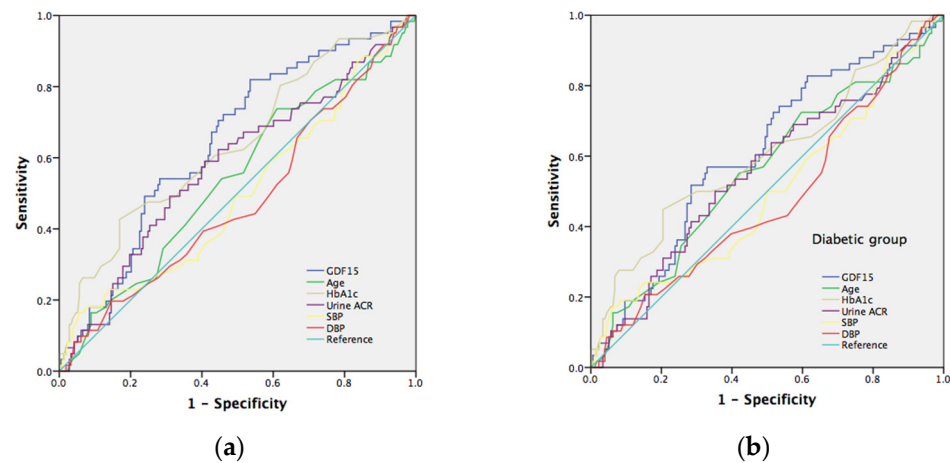 1.0
0.8
0.6
0.4
0.2
0.0
Sensitivity
0.0 0.2 0.4 0.6 0.8 1.0
1 - Specificity
GDF15
Age
HbA1c
Urine ACR
SBP
DBP
Reference
(a)
1.0
0.8
0.6
0.4
0.2
0.0
Sensitivity
0.0 0.2 0.4 0.6 0.8 1.0
1 - Specificity
Diabetic group
GDF15
Age
HbA1c
Urine ACR
SBP
DBP
Reference
(b)